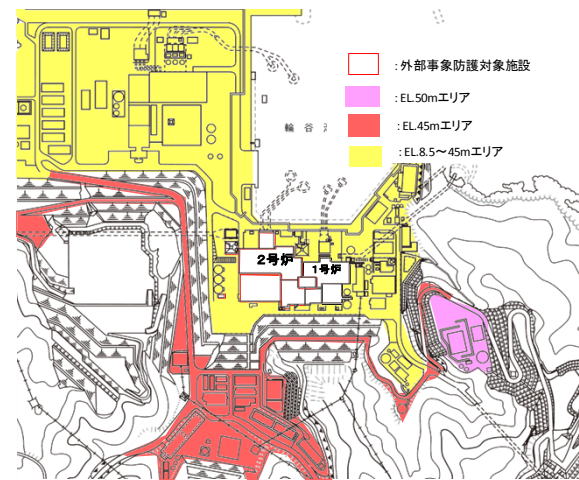 ：外部事象防護対象施設
：EL.50mエリア
輪谷
：EL.45mエリア
：EL.8.5～45mエリア
2号炉
1号炉